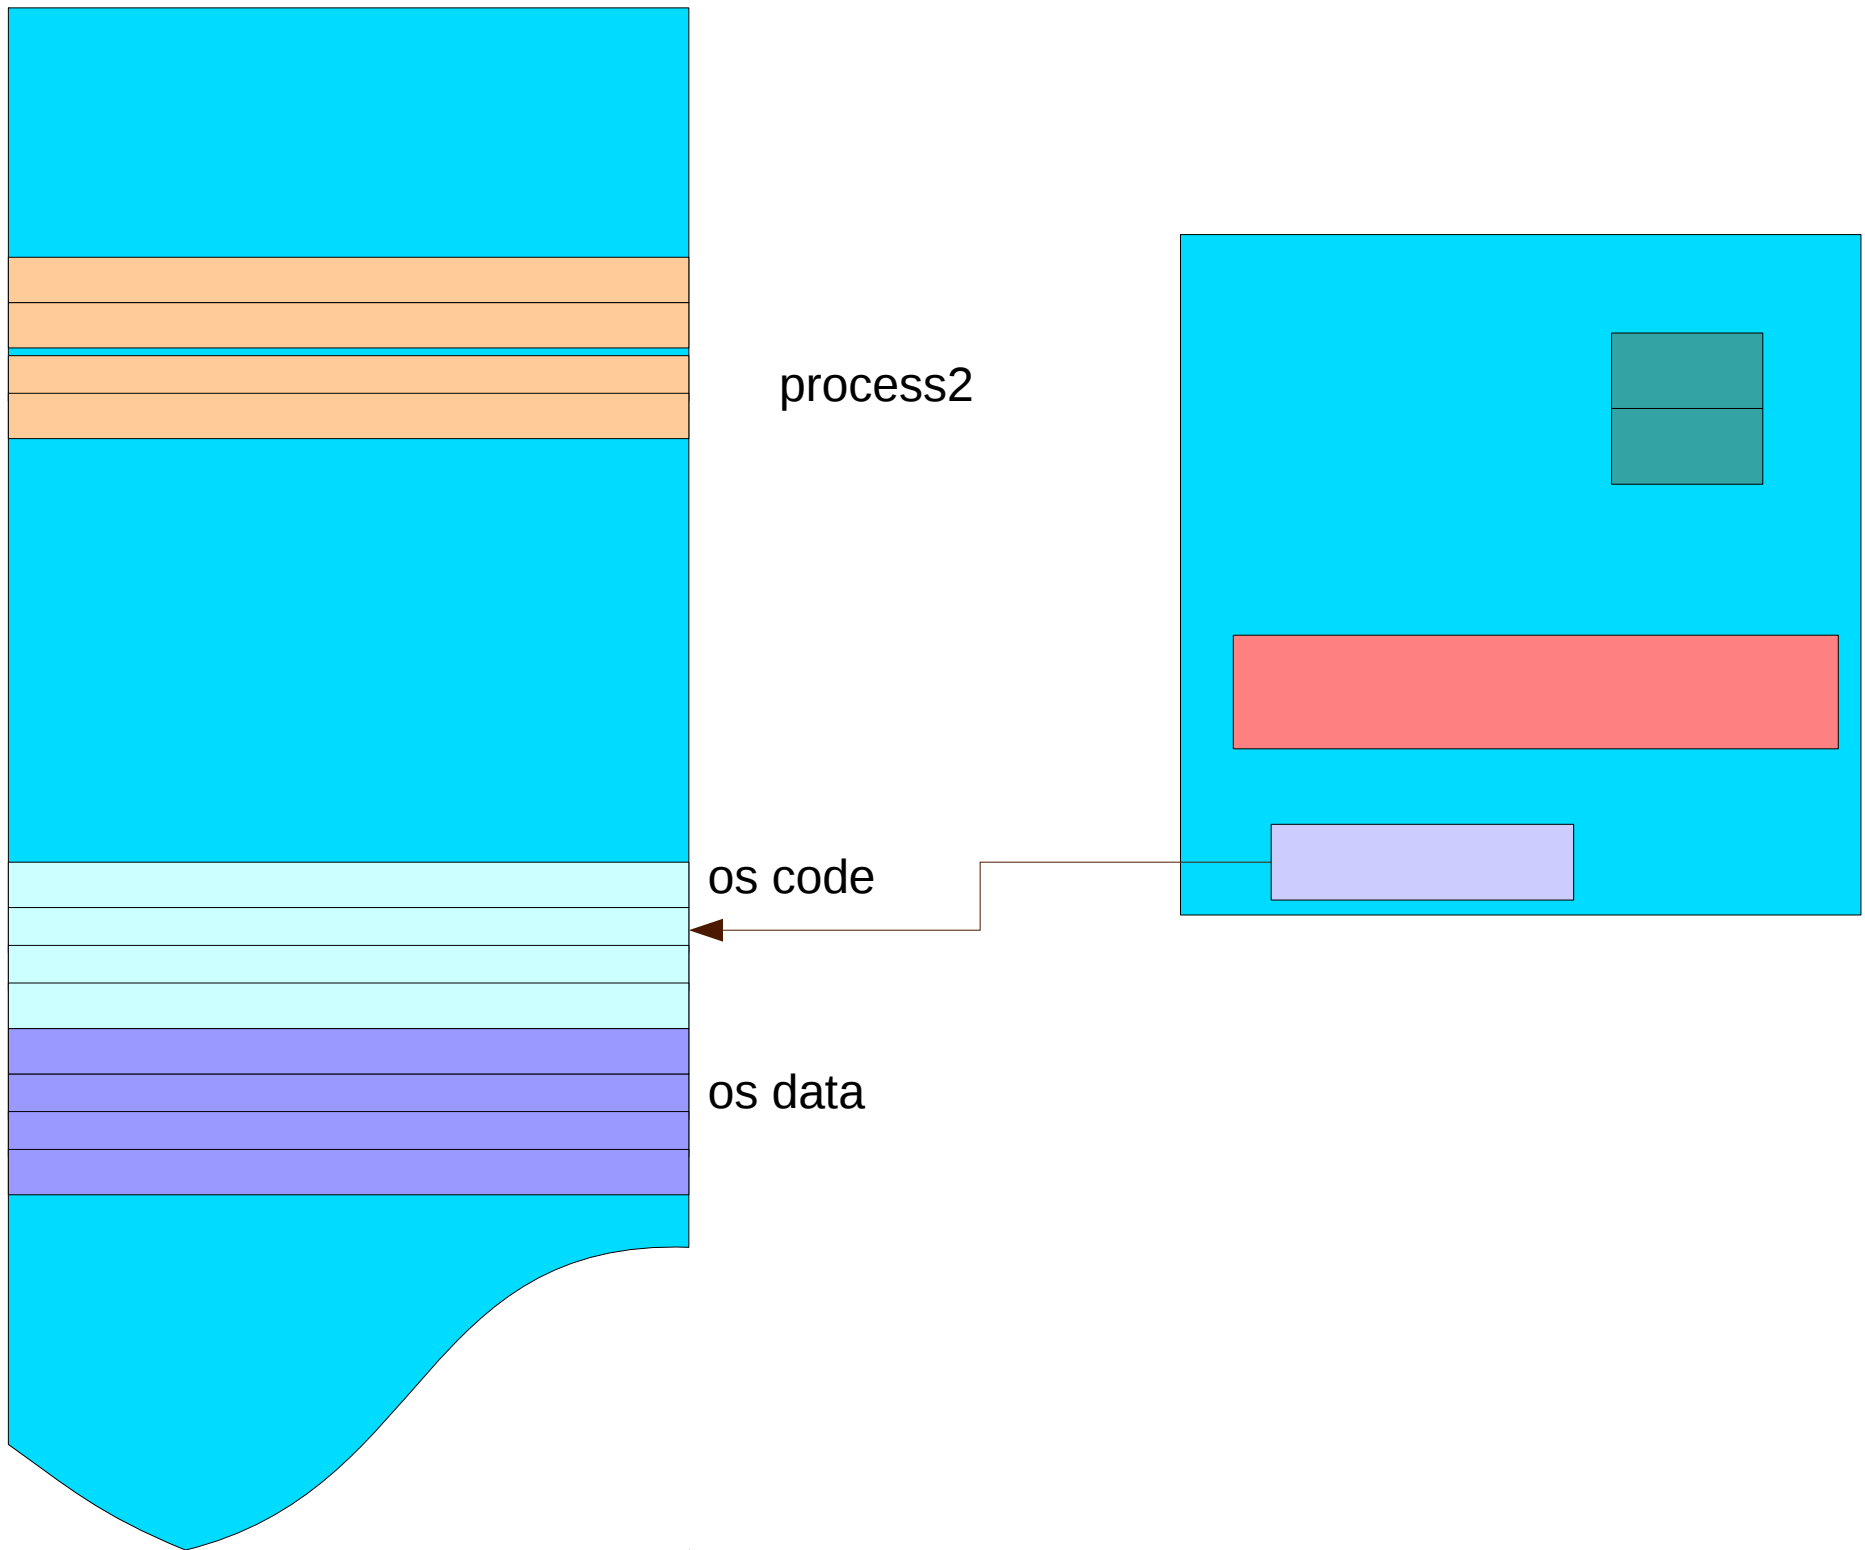 process2
os code
os data